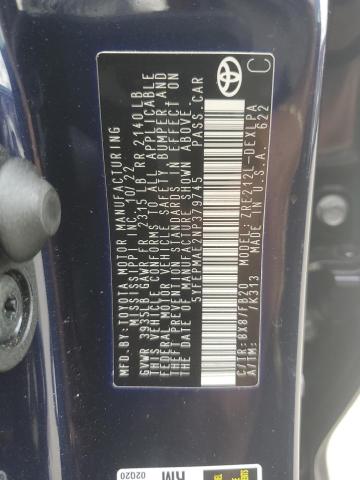 MFD.BY:TOYOTA MOTOR MANUFACTURING
MISSISSIPPI, INC. 10/22
GVWR 3935LB GAWR FR 2315 LB RR 2140LB
THIS VEHICLE CONFORMS TO ALL APPLICABLE
FEDERAL MOTOR VEHICLE SAFETY, BUMPER, AND
THEFT PREVENTION STANDARDS IN EFFECT ON
THE DATE OF MANUFACTURE SHOWN ABOVE.
5YFEPMAE2NP379745 PASS. CAR
C/TR: 8X8/FB20 MODEL: ZRE212L-DEXLPA
A/TM: /K313 MADE IN U.S.A. 622
TOYOTA
C
02020